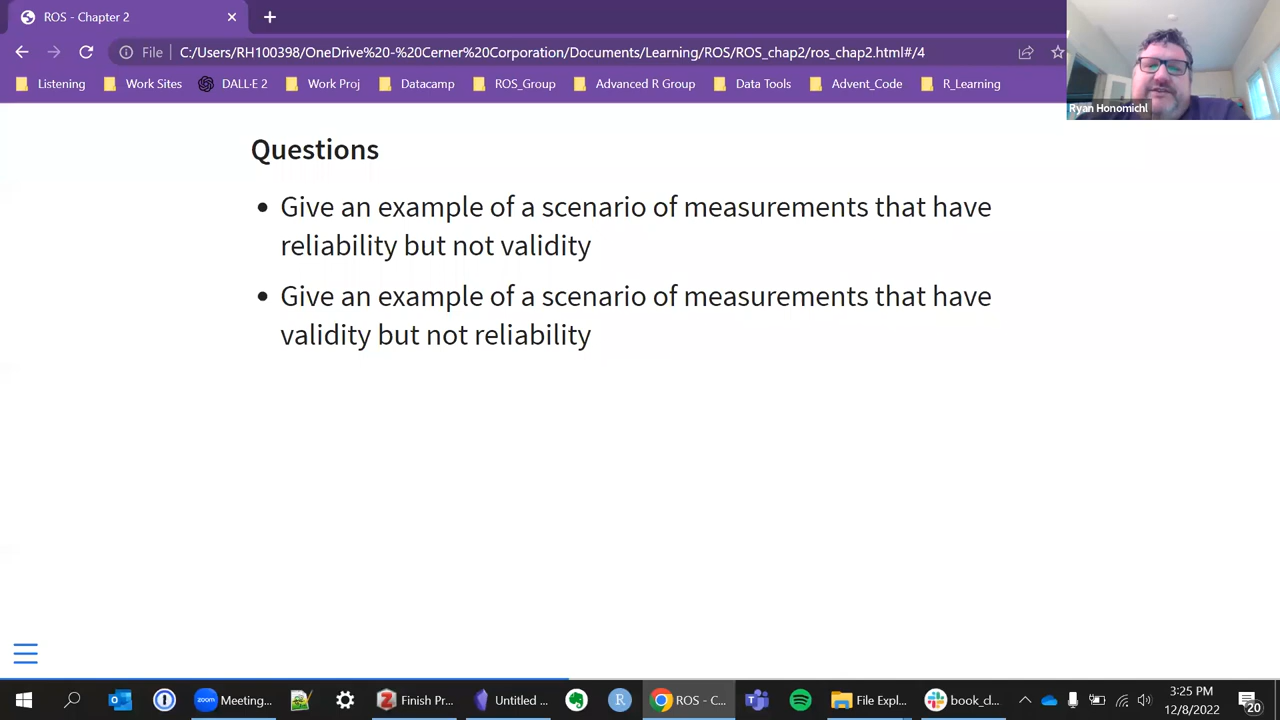 ROS - Chapter 2
File
C:/Users/RH100398/OneDrive%20-%20Cerner%20Corporation/Documents/Learning/ROS/ROS_chap2/ros_chap2.html#/4
Listening
Work Sites
DALL·E 2
Work Proj
Datacamp
ROS_Group
Advanced R Group
Data Tools
Advent_Code
R_Learning
Ryan Honomichl
Questions
• Give an example of a scenario of measurements that have
reliability but not validity
• Give an example of a scenario of measurements that have
validity but not reliability
zoom
Meeting...
Finish Pr...
Untitled ...
R
ROS - C...
File Expl...
book_d...
3:25 PM
12/8/2022
20